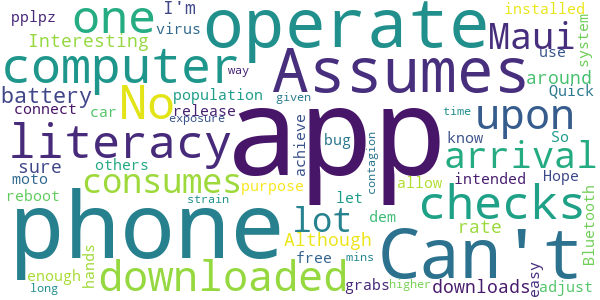 pplpz one I'm operate Maui installed
Interesting virus system
computer Assumes use
battery No population release upon around Quick
connect car way given time
literacy app exposure bug know So
sure others achieve contagion arrival
moto consumes purpose allow intended Hope
reboot strain let checks Bluetooth
phone lot dem rate
hands Although Can't
enough downloaded free mins grabs higher downloads easy adjust
long